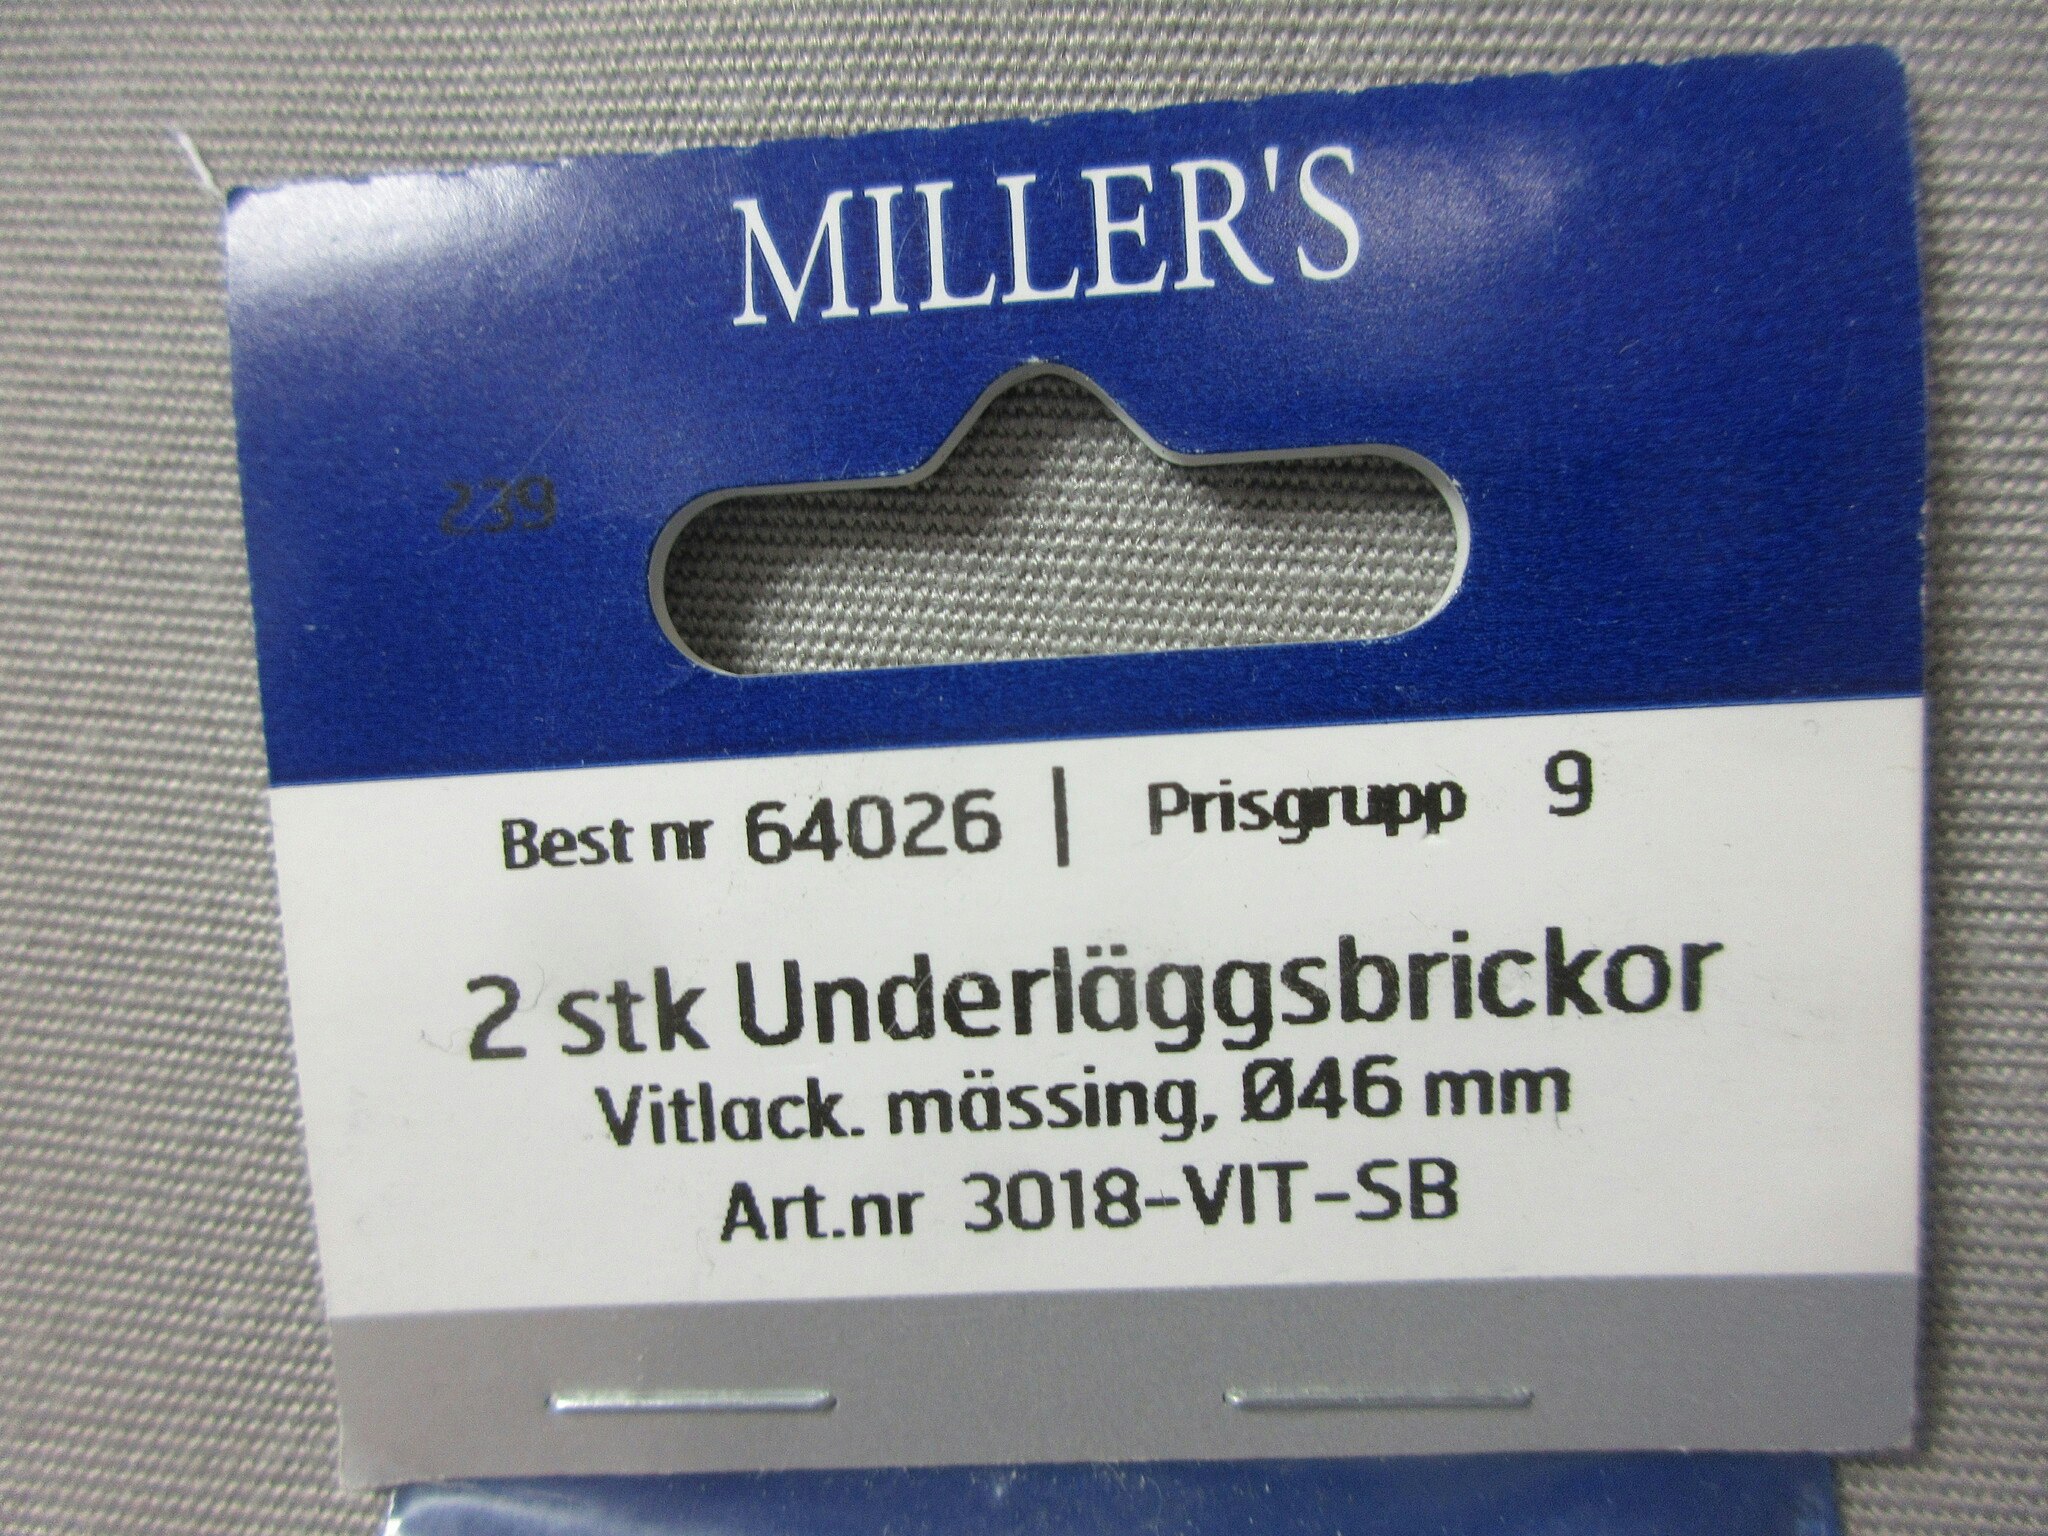 MILLER'S
239
Best nr 64026 | Prisgrupp 9
2 stk Underläggsbrickor
Vitlack. mässing, Ø46 mm
Art.nr 3018-VIT-SB